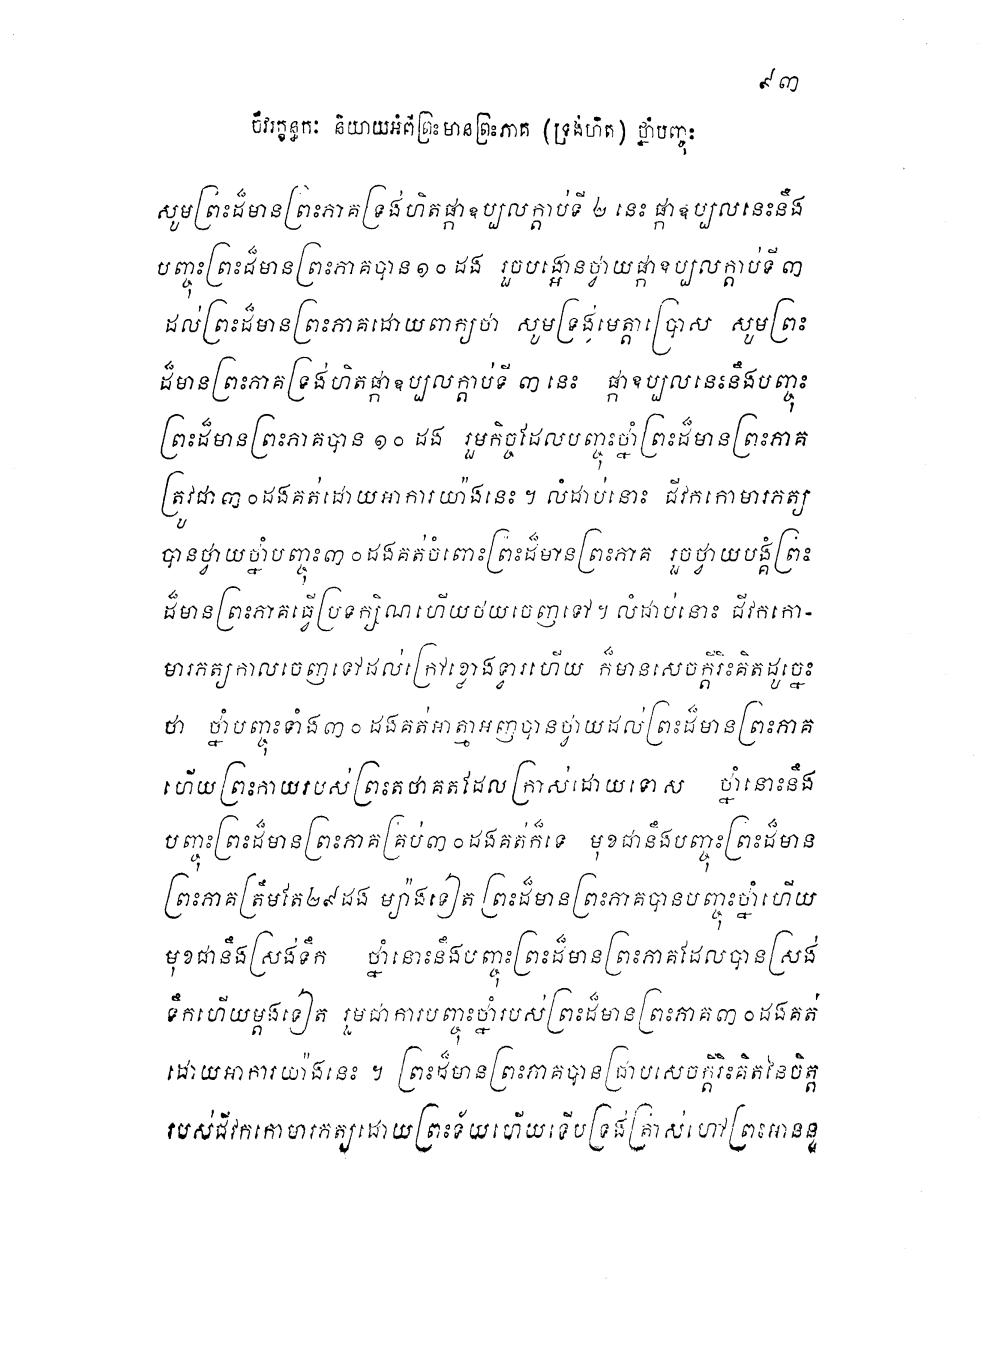 ៩៣
ចីវរក្ខន្ធកៈ និយាយអំពីព្រះមានព្រះភាគ (ទ្រង់ហិត) ថ្នាំបញ្ចុះ
សូមព្រះដ៏មានព្រះភាគទ្រង់ហិតផ្កាឧប្បលក្តាប់ទី ២ នេះ ផ្កាឧប្បលនេះនឹង
បញ្ចុះព្រះដ៏មានព្រះភាគបាន១០ ដង រួចបង្អោនថ្វាយផ្កាឧប្បលក្តាប់ទី ៣
ដល់ព្រះដ៏មានព្រះភាគដោយពាក្យថា សូមទ្រង់មេត្តាប្រោស សូមព្រះ
ដ៏មានព្រះភាគទ្រង់ហិតផ្កាឧប្បលក្តាប់ទី ៣ នេះ ផ្កាឧប្បលនេះនឹងបញ្ចុះ
ព្រះដ៏មានព្រះភាគបាន ១០ ដង រួមកិច្ចដែលបញ្ចុះថ្នាំព្រះដ៏មានព្រះភាគ
ត្រូវជា ៣០ដងគត់ដោយអាការយ៉ាងនេះ ។ លំដាប់នោះ ជីវកកោមារភត្យ
បានថ្វាយថ្នាំបញ្ចុះ៣០ដងគត់ចំពោះព្រះដ៏មានព្រះភាគ រួចថ្វាយបង្គំព្រះ
ដ៏មានព្រះភាគធ្វើប្រទក្សិណហើយថយចេញទៅ ។ លំដាប់នោះ ជីវកកោ-
មារភត្យកាលចេញទៅដល់ក្រៅខ្លោងទ្វារហើយ ក៏មានសេចក្តីរិះគិតដូច្នេះ
ថា ថ្នាំបញ្ចុះទាំង៣០ ដងគត់អាត្មាអញបានថ្វាយដល់ព្រះដ៏មានព្រះភាគ
ហើយព្រះកាយរបស់ព្រះតថាគតដែលក្រាស់ដោយទោស ថ្នាំនោះនឹង
បញ្ចុះព្រះដ៏មានព្រះភាគគ្រប់៣០ដងគត់ក៏ទេ មុខជានឹងបញ្ចុះព្រះដ៏មាន
ព្រះភាគត្រឹមតែ២៩ដង ម្យ៉ាងទៀត ព្រះដ៏មានព្រះភាគបានបញ្ចុះថ្នាំហើយ
មុខជានឹងស្រង់ទឹក ថ្នាំនោះនឹងបញ្ចុះព្រះដ៏មានព្រះភាគដែលបានស្រង់
ទឹកហើយម្តងទៀត រួមជាការបញ្ចុះថ្នាំរបស់ព្រះដ៏មានព្រះភាគ៣០ដងគត់
ដោយអាការយ៉ាងនេះ ។ ព្រះដ៏មានព្រះភាគបានជ្រាបសេចក្តីរិះគិតនៃចិត្ត
របស់ជីវកកោមារភត្យដោយព្រះទ័យហើយទើបទ្រង់ត្រាស់ហៅព្រះអានន្ទ